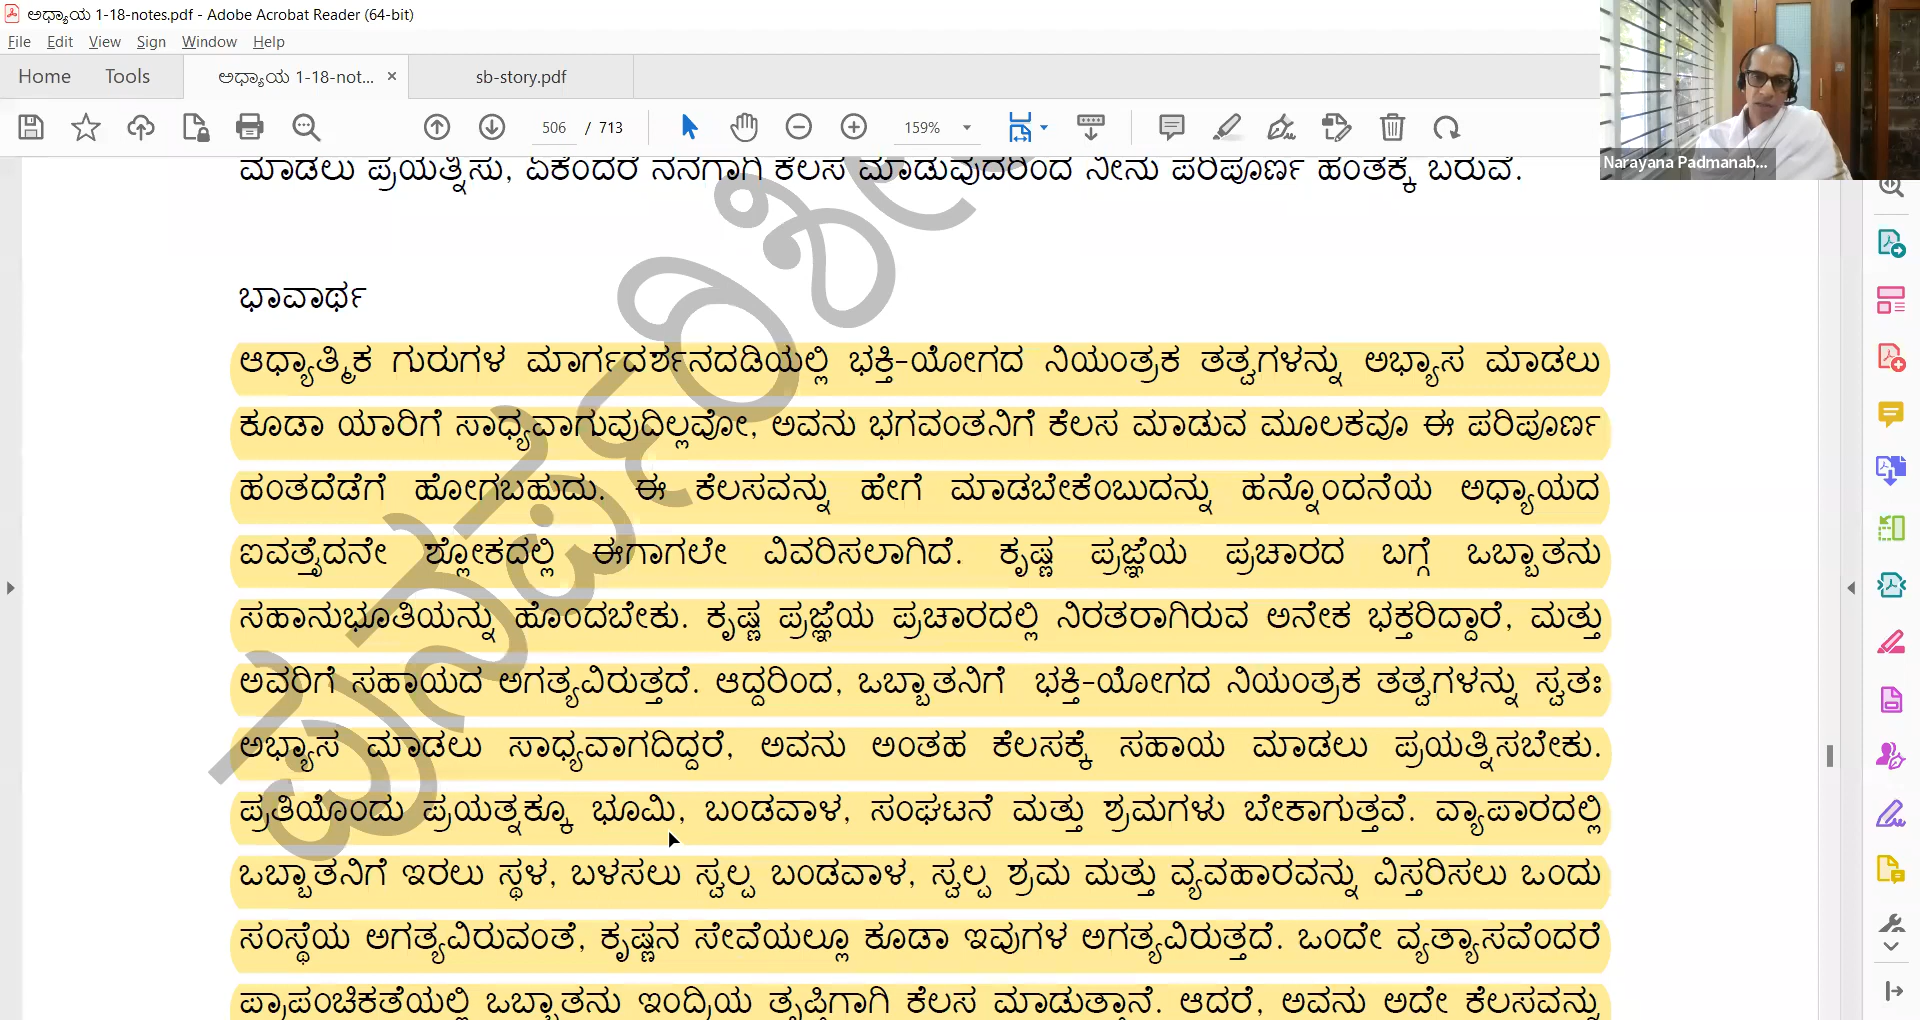 ಅಧ್ಯಾಯ 1-18-notes.pdf - Adobe Acrobat Reader (64-bit)
File Edit View Sign Window Help
Home Tools ಅಧ್ಯಾಯ 1-18-not... × sb-story.pdf
506 / 713 159%
Narayana Padmanab...
ಮಾಡಲು ಪ್ರಯತ್ನಿಸು, ಏಕೆಂದರೆ ನನಗಾಗಿ ಕೆಲಸ ಮಾಡುವುದರಿಂದ ನೀನು ಪರಿಪೂರ್ಣ ಹಂತಕ್ಕೆ ಬರುವೆ.
ಭಾವಾರ್ಥ
ಆಧ್ಯಾತ್ಮಿಕ ಗುರುಗಳ ಮಾರ್ಗದರ್ಶನದಡಿಯಲ್ಲಿ ಭಕ್ತಿ-ಯೋಗದ ನಿಯಂತ್ರಕ ತತ್ವಗಳನ್ನು ಅಭ್ಯಾಸ ಮಾಡಲು
ಕೂಡಾ ಯಾರಿಗೆ ಸಾಧ್ಯವಾಗುವುದಿಲ್ಲವೋ, ಅವನು ಭಗವಂತನಿಗೆ ಕೆಲಸ ಮಾಡುವ ಮೂಲಕವೂ ಈ ಪರಿಪೂರ್ಣ
ಹಂತದೆಡೆಗೆ ಹೋಗಬಹುದು. ಈ ಕೆಲಸವನ್ನು ಹೇಗೆ ಮಾಡಬೇಕೆಂಬುದನ್ನು ಹನ್ನೊಂದನೆಯ ಅಧ್ಯಾಯದ
ಐವತ್ತೈದನೇ ಶ್ಲೋಕದಲ್ಲಿ ಈಗಾಗಲೇ ವಿವರಿಸಲಾಗಿದೆ. ಕೃಷ್ಣ ಪ್ರಜ್ಞೆಯ ಪ್ರಚಾರದ ಬಗ್ಗೆ ಒಬ್ಬಾತನು
ಸಹಾನುಭೂತಿಯನ್ನು ಹೊಂದಬೇಕು. ಕೃಷ್ಣ ಪ್ರಜ್ಞೆಯ ಪ್ರಚಾರದಲ್ಲಿ ನಿರತರಾಗಿರುವ ಅನೇಕ ಭಕ್ತರಿದ್ದಾರೆ, ಮತ್ತು
ಅವರಿಗೆ ಸಹಾಯದ ಅಗತ್ಯವಿರುತ್ತದೆ. ಆದ್ದರಿಂದ, ಒಬ್ಬಾತನಿಗೆ ಭಕ್ತಿ-ಯೋಗದ ನಿಯಂತ್ರಕ ತತ್ವಗಳನ್ನು ಸ್ವತಃ
ಅಭ್ಯಾಸ ಮಾಡಲು ಸಾಧ್ಯವಾಗದಿದ್ದರೆ, ಅವನು ಅಂತಹ ಕೆಲಸಕ್ಕೆ ಸಹಾಯ ಮಾಡಲು ಪ್ರಯತ್ನಿಸಬೇಕು.
ಪ್ರತಿಯೊಂದು ಪ್ರಯತ್ನಕ್ಕೂ ಭೂಮಿ, ಬಂಡವಾಳ, ಸಂಘಟನೆ ಮತ್ತು ಶ್ರಮಗಳು ಬೇಕಾಗುತ್ತವೆ. ವ್ಯಾಪಾರದಲ್ಲಿ
ಒಬ್ಬಾತನಿಗೆ ಇರಲು ಸ್ಥಳ, ಬಳಸಲು ಸ್ವಲ್ಪ ಬಂಡವಾಳ, ಸ್ವಲ್ಪ ಶ್ರಮ ಮತ್ತು ವ್ಯವಹಾರವನ್ನು ವಿಸ್ತರಿಸಲು ಒಂದು
ಸಂಸ್ಥೆಯ ಅಗತ್ಯವಿರುವಂತೆ, ಕೃಷ್ಣನ ಸೇವೆಯಲ್ಲೂ ಕೂಡಾ ಇವುಗಳ ಅಗತ್ಯವಿರುತ್ತದೆ. ಒಂದೇ ವ್ಯತ್ಯಾಸವೆಂದರೆ
ಪ್ರಾಪಂಚಿಕತೆಯಲ್ಲಿ ಒಬ್ಬಾತನು ಇಂದ್ರಿಯ ತೃಪ್ತಿಗಾಗಿ ಕೆಲಸ ಮಾಡುತ್ತಾನೆ. ಆದರೆ, ಅವನು ಅದೇ ಕೆಲಸವನ್ನು